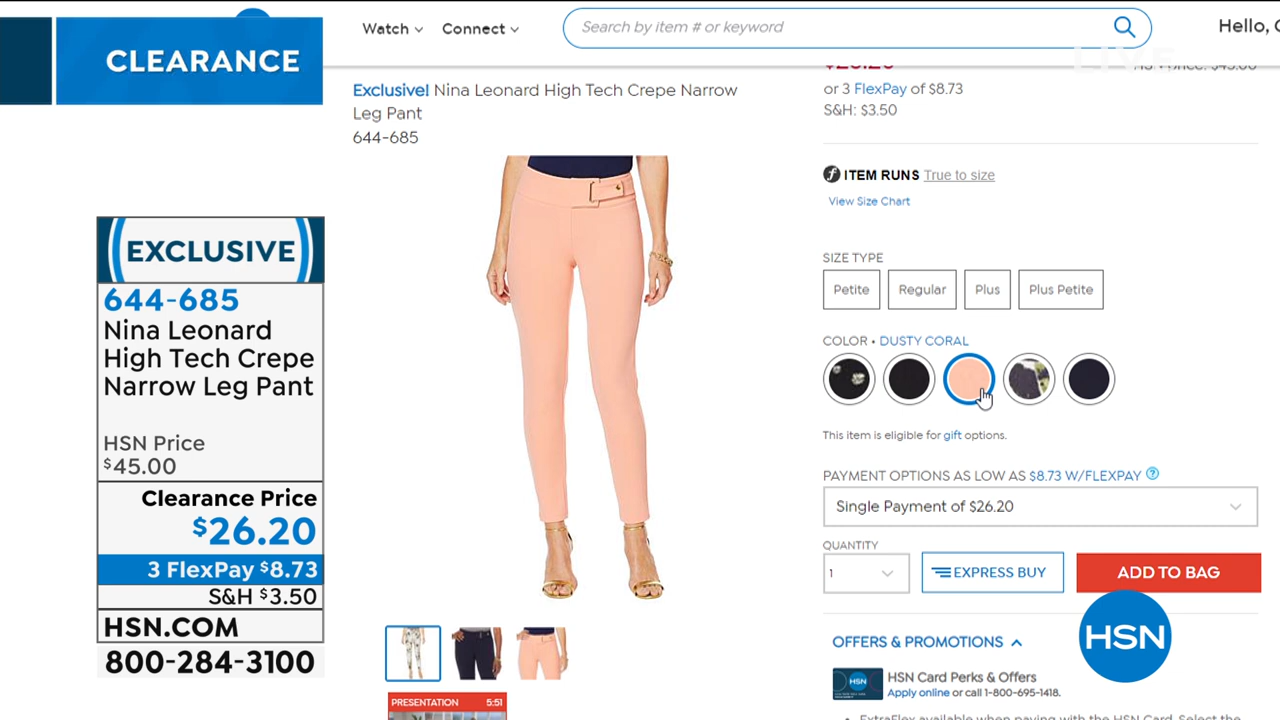 CLEARANCE
Watch
Connect
Search by item # or keyword
Hello,
LIVE
Exclusive! Nina Leonard High Tech Crepe Narrow
Leg Pant
644-685
or 3 FlexPay of $8.73
S&H: $3.50
ITEM RUNS True to size
View Size Chart
SIZE TYPE
Petite
Regular
Plus
Plus Petite
COLOR • DUSTY CORAL
This item is eligible for gift options.
PAYMENT OPTIONS AS LOW AS $8.73 W/FLEXPAY ?
Single Payment of $26.20
QUANTITY
1
EXPRESS BUY
ADD TO BAG
OFFERS & PROMOTIONS
HSN
HSN
HSN Card Perks & Offers
Apply online or call 1-800-695-1418.
EXCLUSIVE
644-685
Nina Leonard
High Tech Crepe
Narrow Leg Pant
HSN Price
$45.00
Clearance Price
$26.20
3 FlexPay $8.73
S&H $3.50
HSN.COM
800-284-3100
PRESENTATION 5:51